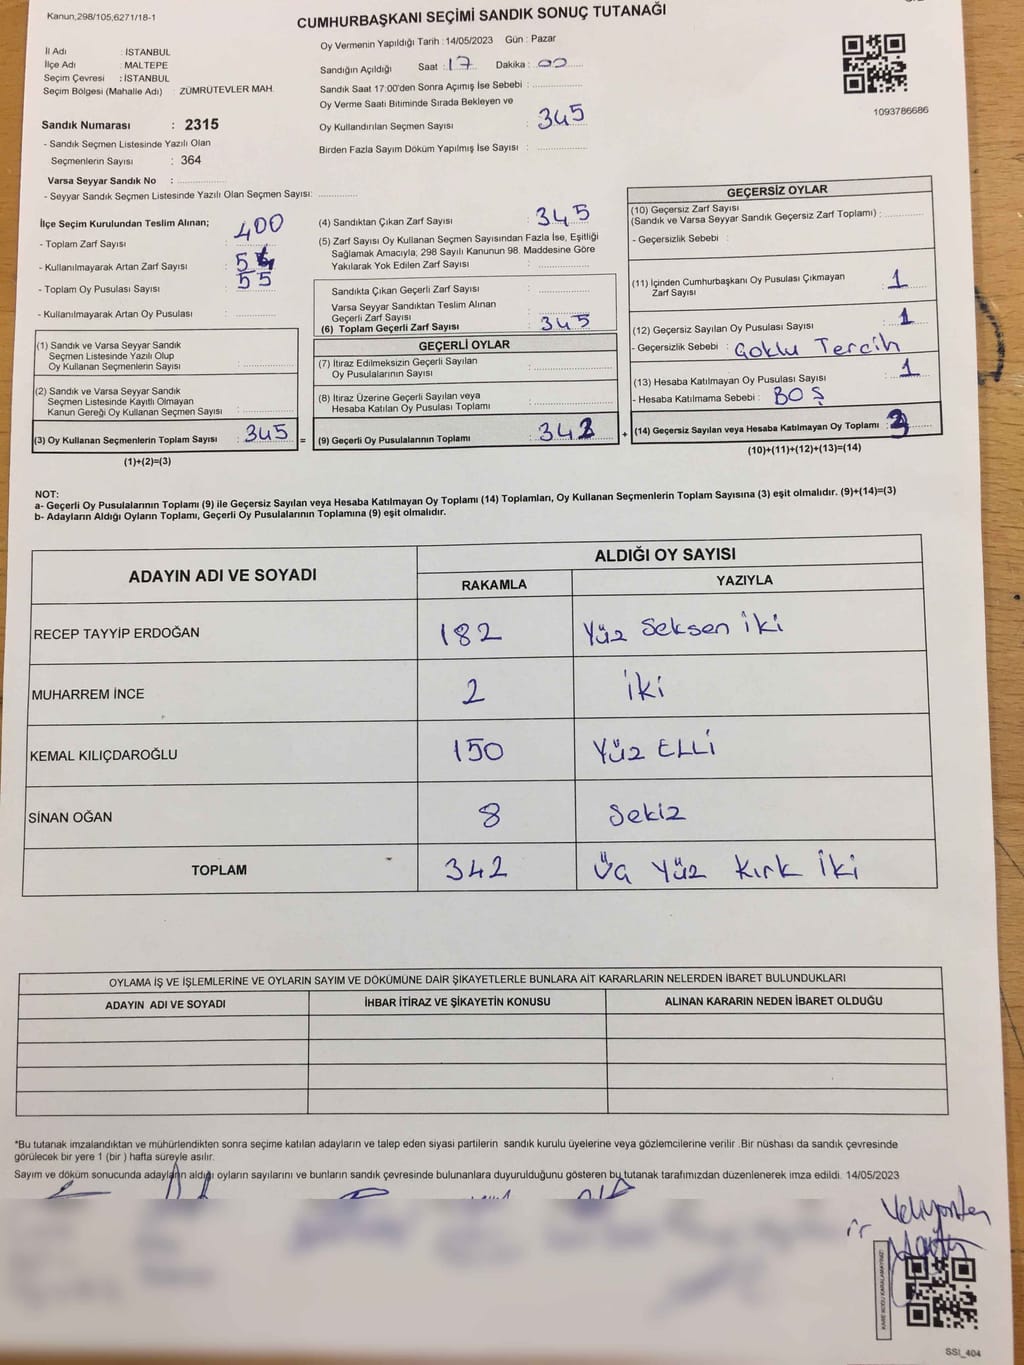 Kanun,298/105,6271/18-1
CUMHURBAŞKANI SEÇİMİ SANDIK SONUÇ TUTANAĞI
İl Adı : İSTANBUL
İlçe Adı : MALTEPE
Seçim Çevresi : İSTANBUL
Seçim Bölgesi (Mahalle Adı) : ZÜMRÜTEVLER MAH.
Sandık Numarası : 2315
- Sandık Seçmen Listesinde Yazılı Olan
Seçmenlerin Sayısı : 364
Varsa Seyyar Sandık No :
- Seyyar Sandık Seçmen Listesinde Yazılı Olan Seçmen Sayısı:
Oy Vermenin Yapıldığı Tarih : 14/05/2023 Gün : Pazar
Sandığın Açıldığı Saat : 17 Dakika : 00
Sandık Saat 17:00'den Sonra Açımış İse Sebebi :
Oy Verme Saati Bitiminde Sırada Bekleyen ve
Oy Kullandırılan Seçmen Sayısı : 345
Birden Fazla Sayım Döküm Yapılmış İse Sayısı :
1093786686
İlçe Seçim Kurulundan Teslim Alınan;
- Toplam Zarf Sayısı : 400
- Kullanılmayarak Artan Zarf Sayısı :
- Toplam Oy Pusulası Sayısı : 55
- Kullanılmayarak Artan Oy Pusulası :
(1) Sandık ve Varsa Seyyar Sandık
Seçmen Listesinde Yazılı Olup
Oy Kullanan Seçmenlerin Sayısı :
(2) Sandık ve Varsa Seyyar Sandık
Seçmen Listesinde Kayıtlı Olmayan
Kanun Gereği Oy Kullanan Seçmen Sayısı :
(3) Oy Kullanan Seçmenlerin Toplam Sayısı : 345 =
(1)+(2)=(3)
(4) Sandıktan Çıkan Zarf Sayısı : 345
(5) Zarf Sayısı Oy Kullanan Seçmen Sayısından Fazla İse, Eşitliği
Sağlamak Amacıyla; 298 Sayılı Kanunun 98. Maddesine Göre
Yakılarak Yok Edilen Zarf Sayısı :
Sandıkta Çıkan Geçerli Zarf Sayısı :
Varsa Seyyar Sandıktan Teslim Alınan
Geçerli Zarf Sayısı :
(6) Toplam Geçerli Zarf Sayısı : 345
GEÇERLİ OYLAR
(7) İtiraz Edilmeksizin Geçerli Sayılan
Oy Pusulalarının Sayısı :
(8) İtiraz Üzerine Geçerli Sayılan veya
Hesaba Katılan Oy Pusulası Toplamı :
(9) Geçerli Oy Pusulalarının Toplamı : 342 +
GEÇERSİZ OYLAR
(10) Geçersiz Zarf Sayısı
(Sandık ve Varsa Seyyar Sandık Geçersiz Zarf Toplamı) :
- Geçersizlik Sebebi :
(11) İçinden Cumhurbaşkanı Oy Pusulası Çıkmayan
Zarf Sayısı : 1
(12) Geçersiz Sayılan Oy Pusulası Sayısı : 1
- Geçersizlik Sebebi : Çoklu Tercih
(13) Hesaba Katılmayan Oy Pusulası Sayısı : 1
- Hesaba Katılmama Sebebi : BOŞ
(14) Geçersiz Sayılan veya Hesaba Katılmayan Oy Toplamı : 3
(10)+(11)+(12)+(13)=(14)
NOT:
a- Geçerli Oy Pusulalarının Toplamı (9) ile Geçersiz Sayılan veya Hesaba Katılmayan Oy Toplamı (14) Toplamları, Oy Kullanan Seçmenlerin Toplam Sayısına (3) eşit olmalıdır. (9)+(14)=(3)
b- Adayların Aldığı Oyların Toplamı, Geçerli Oy Pusulalarının Toplamına (9) eşit olmalıdır.
ADAYIN ADI VE SOYADI ALDIĞI OY SAYISI
RAKAMLA YAZIYLA
RECEP TAYYİP ERDOĞAN 182 Yüz Seksen iki
MUHARREM İNCE 2 iki
KEMAL KILIÇDAROĞLU 150 Yüz ELLİ
SİNAN OĞAN 8 Sekiz
TOPLAM 342 Üç Yüz Kırk İki
OYLAMA İŞ VE İŞLEMLERİNE VE OYLARIN SAYIM VE DÖKÜMÜNE DAİR ŞİKAYETLERLE BUNLARA AİT KARARLARIN NELERDEN İBARET BULUNDUKLARI
ADAYIN ADI VE SOYADI İHBAR İTİRAZ VE ŞİKAYETİN KONUSU ALINAN KARARIN NEDEN İBARET OLDUĞU
*Bu tutanak imzalandıktan ve mühürlendikten sonra seçime katılan adayların ve talep eden siyasi partilerin sandık kurulu üyelerine veya gözlemcilerine verilir .Bir nüshası da sandık çevresinde
görülecek bir yere 1 (bir ) hafta süreyle asılır.
Sayım ve döküm sonucunda adayların aldığı oyların sayılarını ve bunların sandık çevresinde bulunanlara duyurulduğunu gösteren bu tutanak tarafımızdan düzenlenerek imza edildi. 14/05/2023
SSI_404